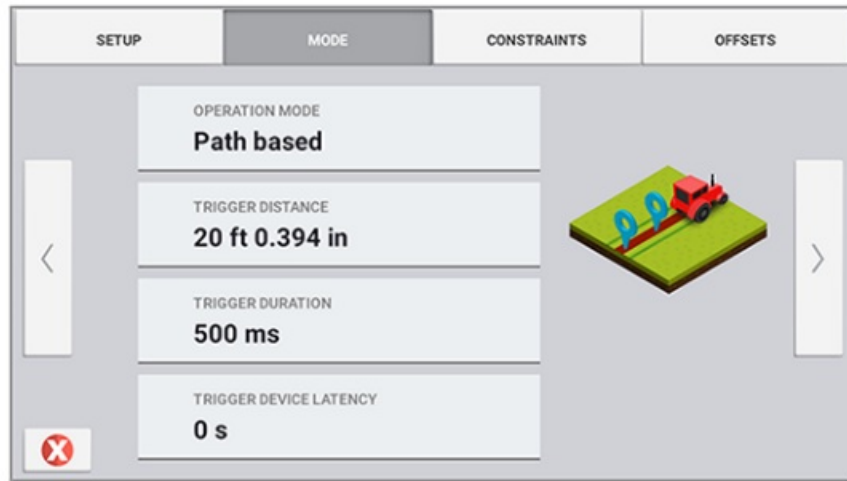 SETUP
MODE
CONSTRAINTS
OFFSETS
OPERATION MODE
Path based
TRIGGER DISTANCE
20 ft 0.394 in
TRIGGER DURATION
500 ms
TRIGGER DEVICE LATENCY
0 s